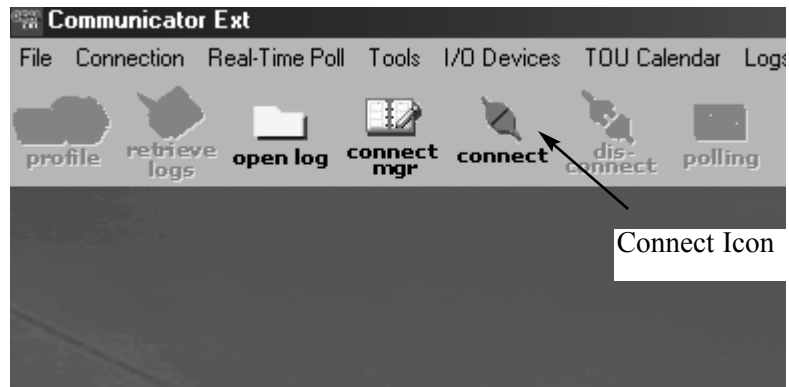 Communicator Ext
File Connection Real-Time Poll Tools I/O Devices TOU Calendar Logs
profile retrieve logs open log connect mgr connect dis-connect polling
Connect Icon